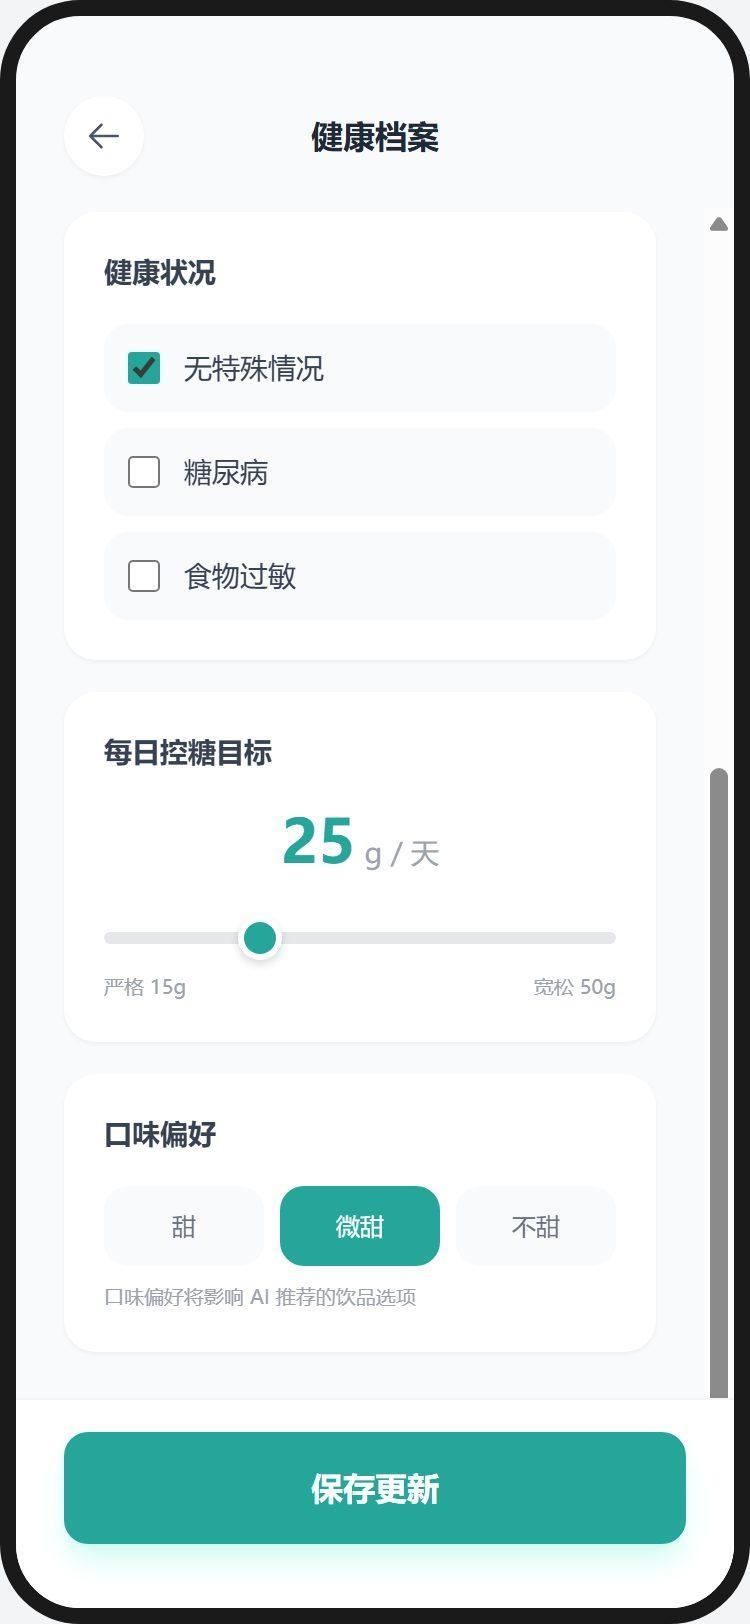 健康档案
健康状况
无特殊情况
糖尿病
食物过敏
每日控糖目标
25 g / 天
严格 15g 宽松 50g
口味偏好
甜 微甜 不甜
口味偏好将影响 AI 推荐的饮品选项
保存更新